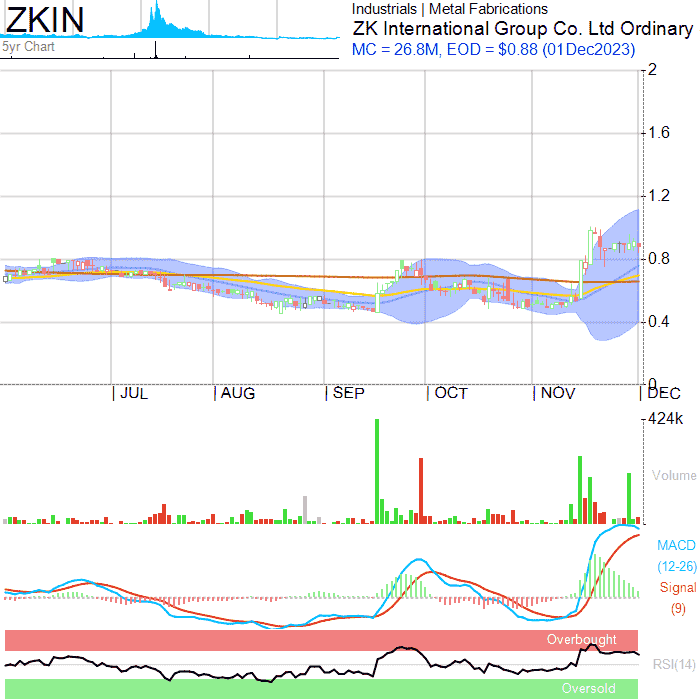 ZKIN
5yr Chart
Industrials | Metal Fabrications
ZK International Group Co. Ltd Ordinary
MC = 26.8M, EOD = $0.88 (01Dec2023)
2
1.6
1.2
0.8
0.4
0
JUL AUG SEP OCT NOV DEC
424k
Volume
MACD
(12-26)
Signal
(9)
Overbought
RSI(14)
Oversold